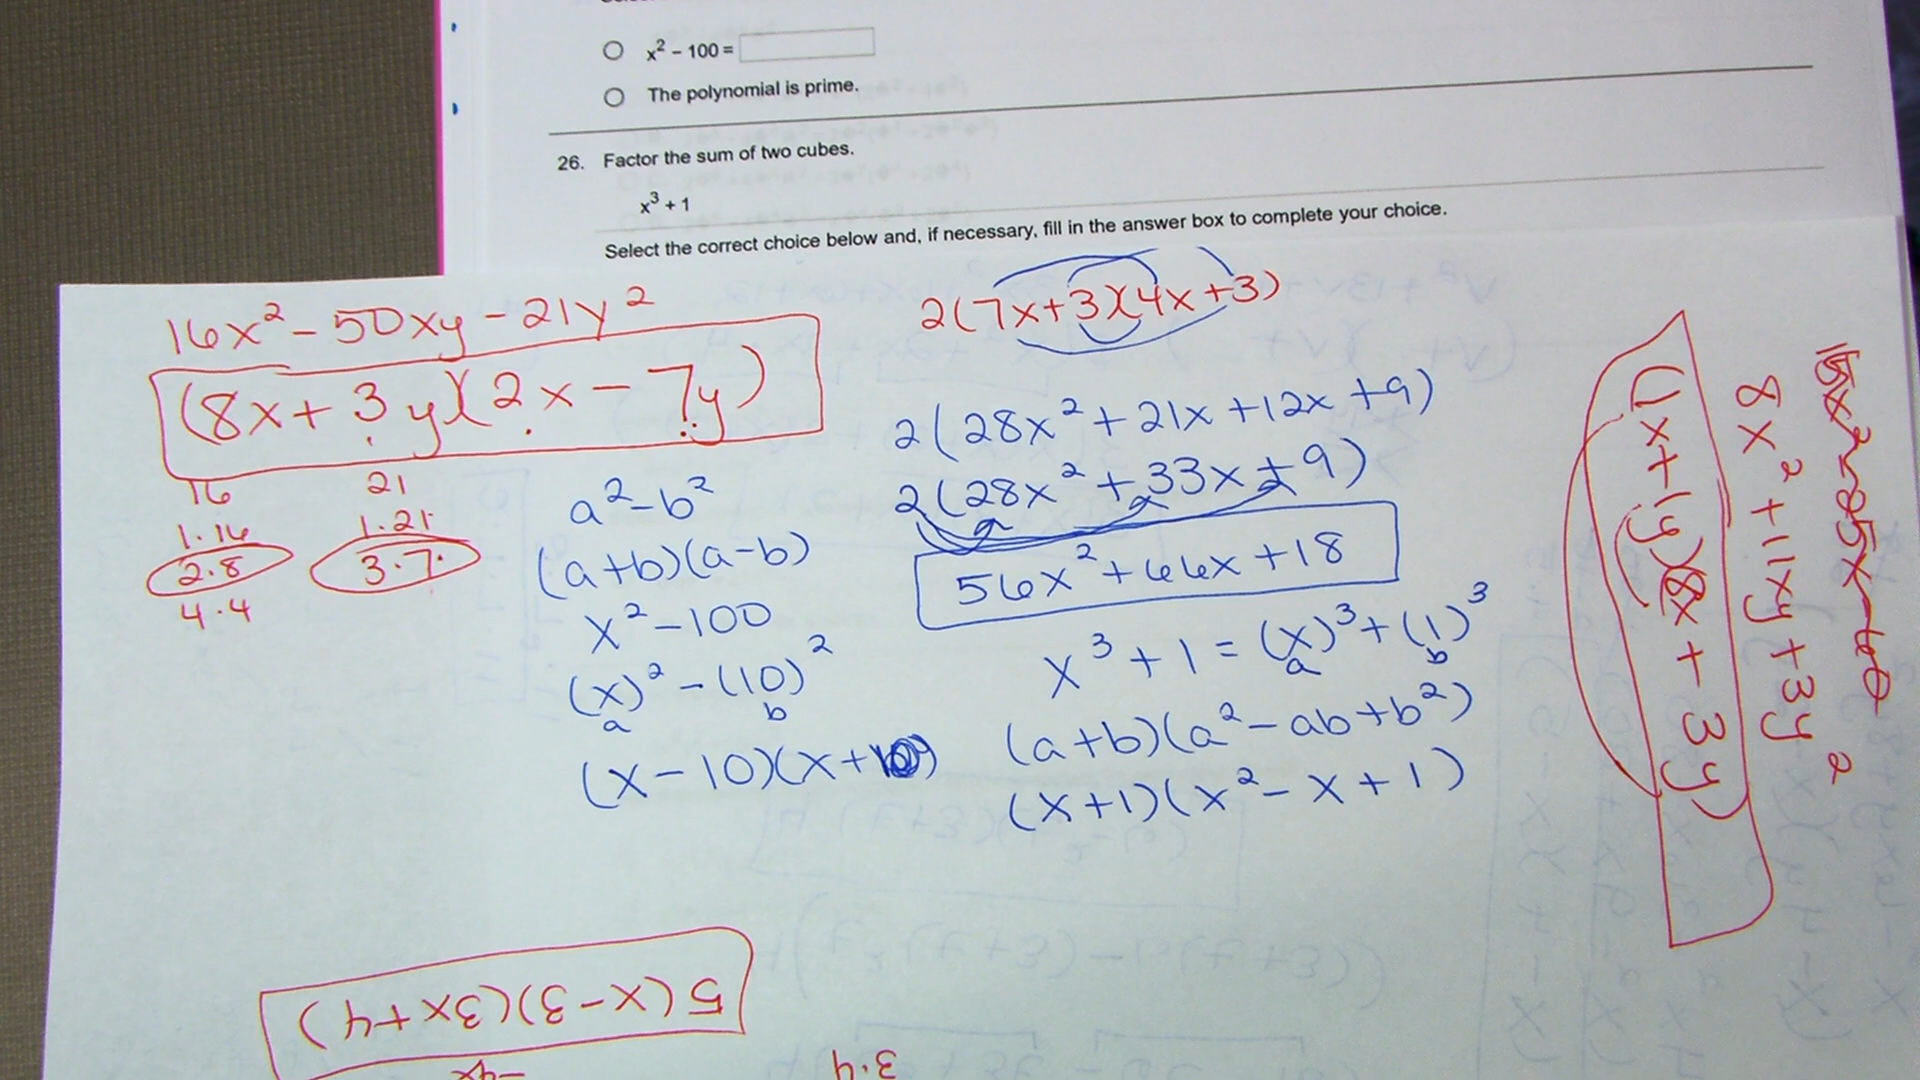 x² - 100 =
The polynomial is prime.
26. Factor the sum of two cubes.
x³ + 1
Select the correct choice below and, if necessary, fill in the answer box to complete your choice.
16x² - 50xy - 21y²
(8x + 3y)(2x - 7y)
16
1·16
2·8
4·4
21
1·21
3·7
a² - b²
(a+b)(a-b)
x² - 100
(x)² - (10)²
a b
(x - 10)(x + 10)
2(7x+3)(4x+3)
2(28x² + 21x + 12x + 9)
2(28x² + 33x + 9)
56x² + 66x + 18
x³ + 1 = (x)³ + (1)³
a b
(a+b)(a² - ab + b²)
(x+1)(x² - x + 1)
8x² + 11xy + 3y²
(1x + 1y)(8x + 3y)
5(x-3)(3x+4)
3·4